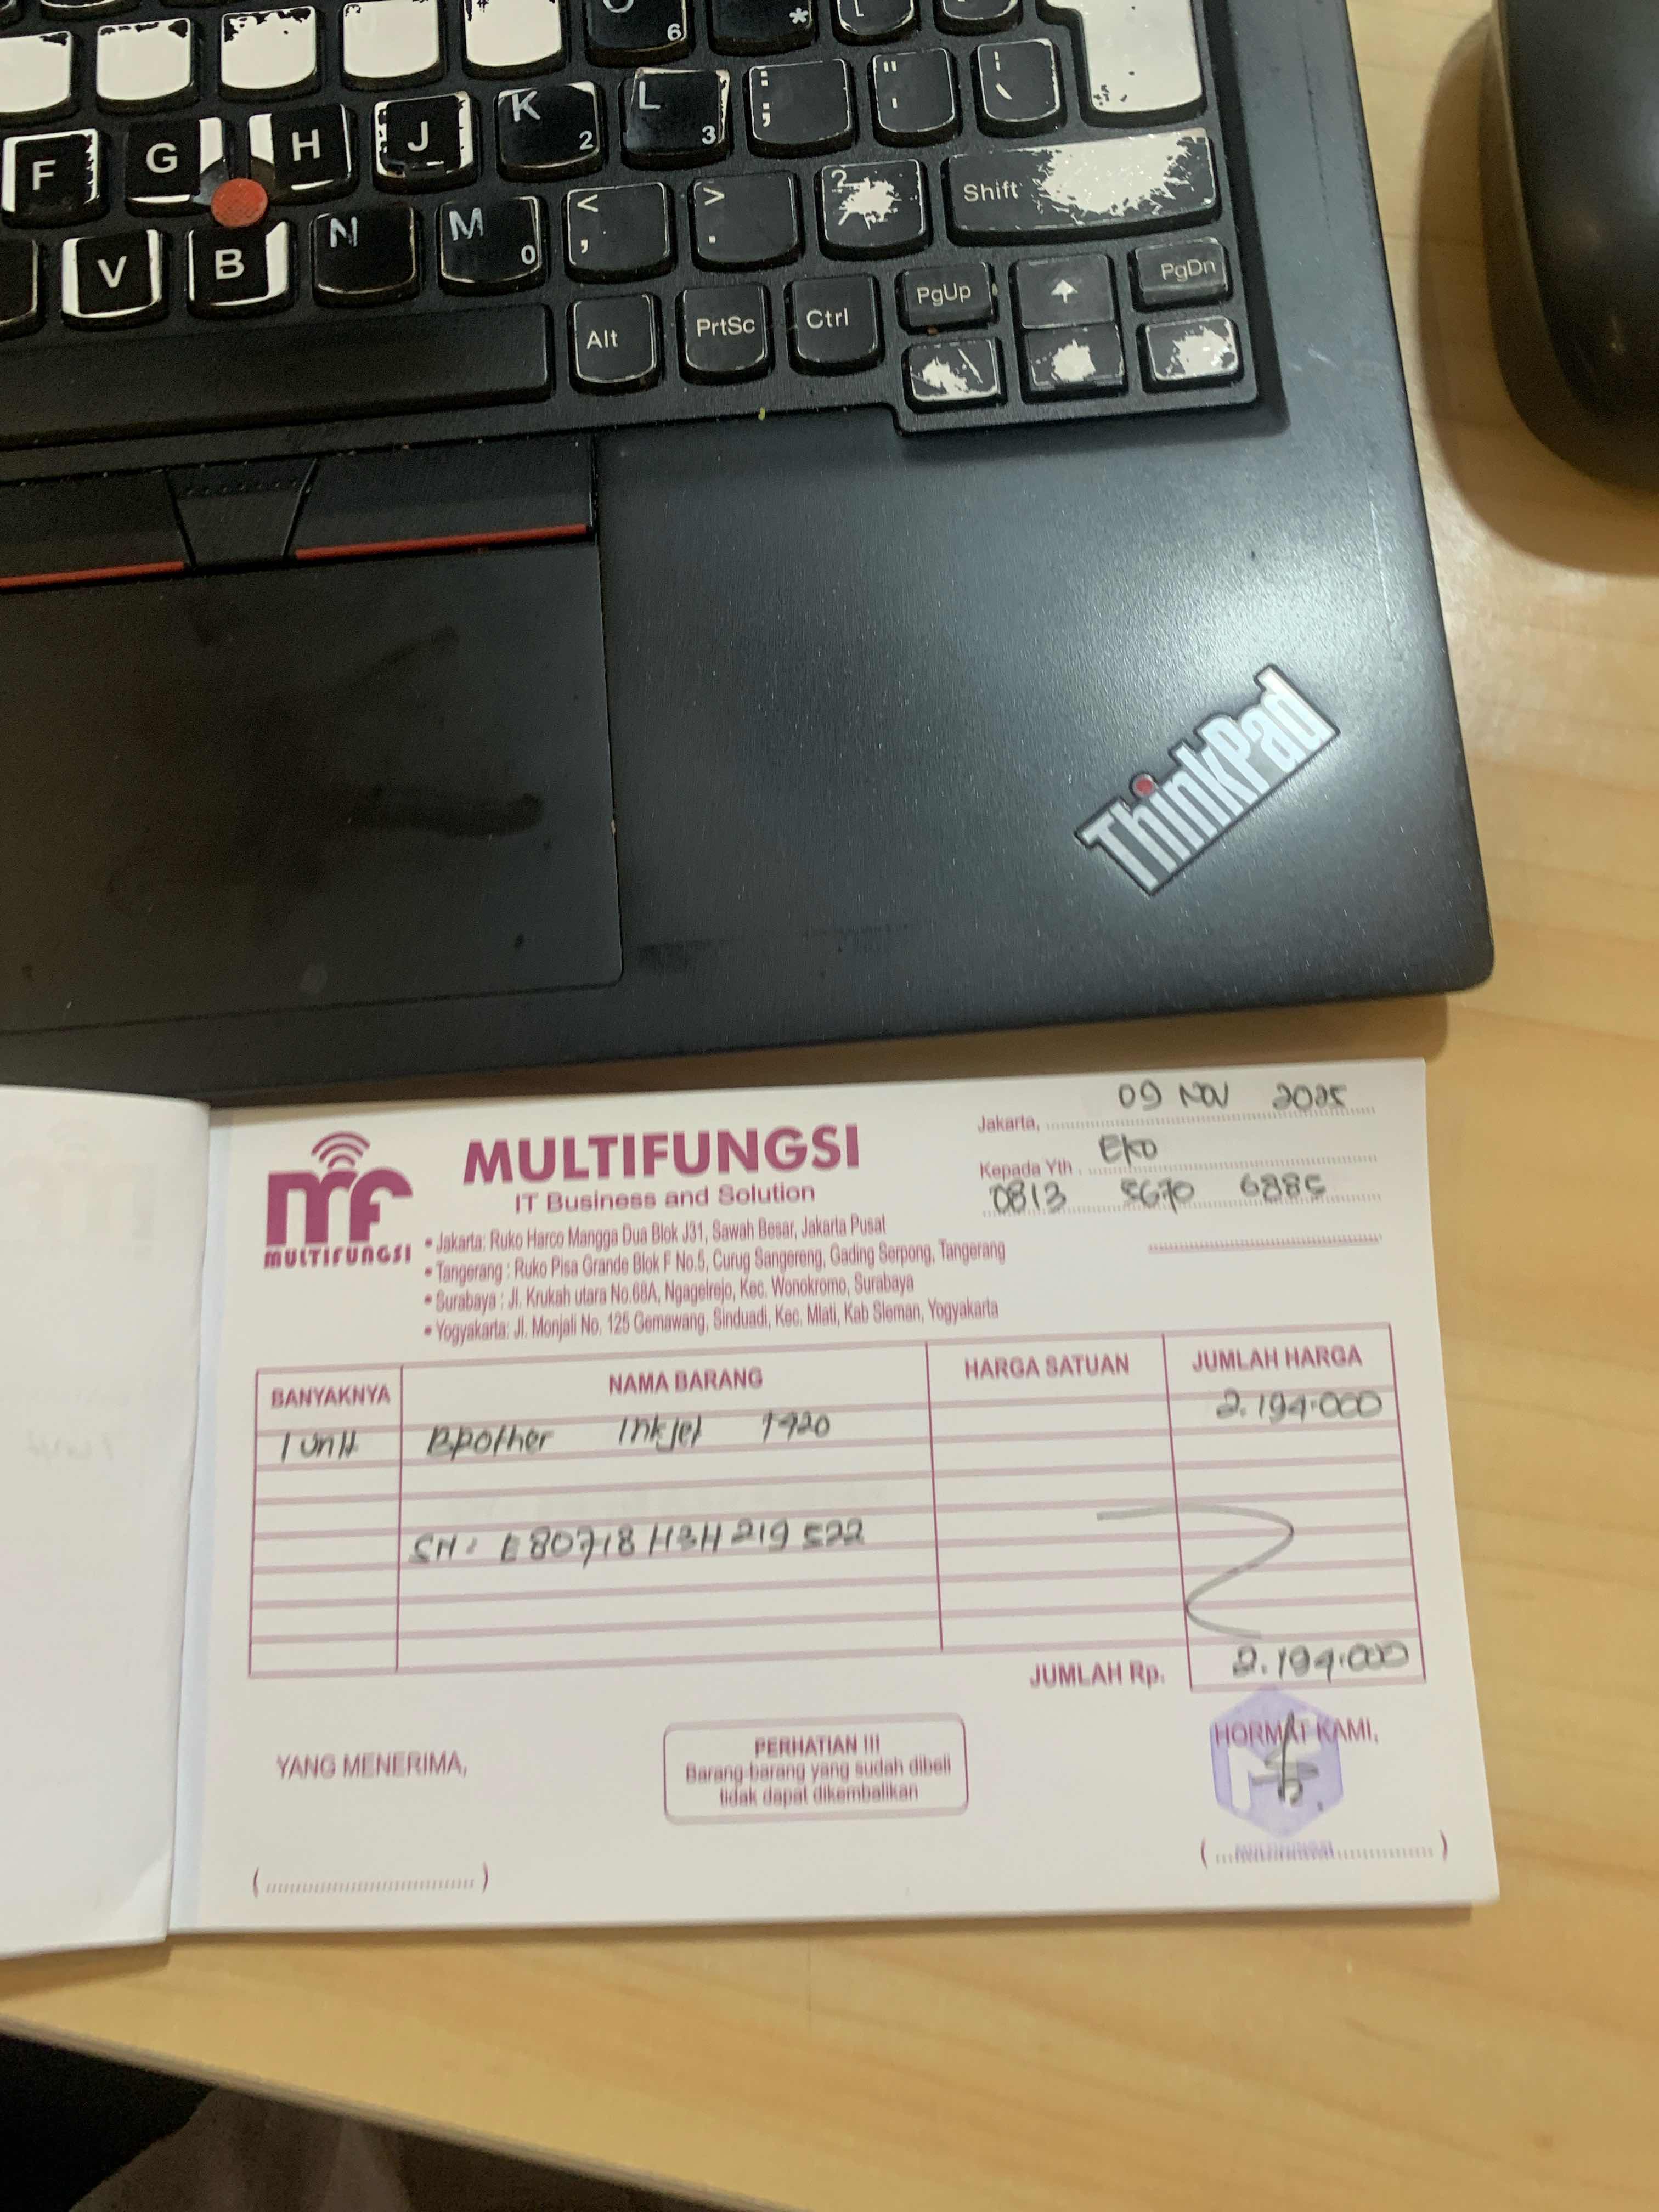 6 * [
F G H J K 2 L 3 : ; " ' ! \
V B N M 0 < , > . ? Shift
Alt PrtSc Ctrl PgUp PgDn
ThinkPad
MULTIFUNGSI
MULTIFUNGSI
IT Business and Solution
• Jakarta: Ruko Harco Mangga Dua Blok J31, Sawah Besar, Jakarta Pusat
• Tangerang : Ruko Pisa Grande Blok F No.5, Curug Sangereng, Gading Serpong, Tangerang
• Surabaya : Jl. Krukah utara No.68A, Ngagelrejo, Kec. Wonokromo, Surabaya
• Yogyakarta: Jl. Monjali No. 125 Gemawang, Sinduadi, Kec. Mlati, Kab Sleman, Yogyakarta
Jakarta, 09 NOV 2025
Kepada Yth . Eko
0813 5670 6885
BANYAKNYA NAMA BARANG HARGA SATUAN JUMLAH HARGA
1 unit Brother Inkjet T920 2.194.000
SN: E80718H3H219522
JUMLAH Rp. 2.194.000
YANG MENERIMA,
PERHATIAN !!!
Barang-barang yang sudah dibeli
tidak dapat dikembalikan
HORMAT KAMI,
MULTIFUNGSI